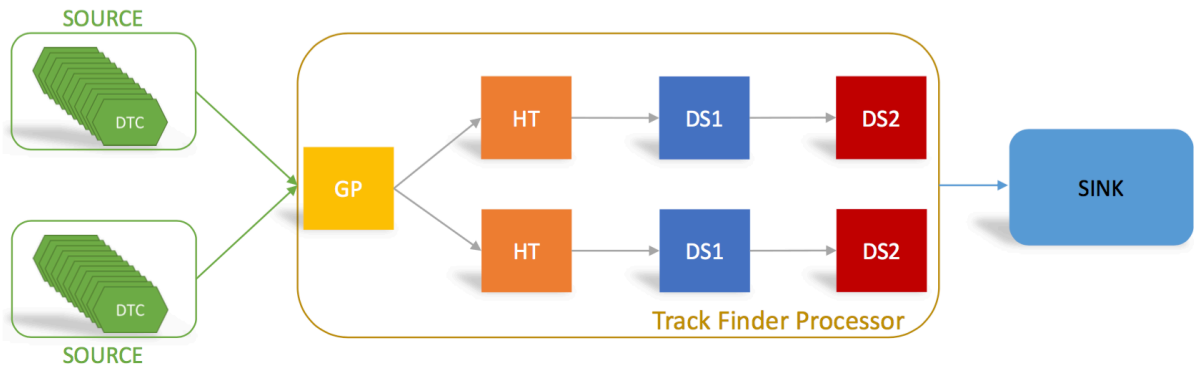 SOURCE
DTC
HT
DS1
DS2
GP
SINK
HT
DS1
DS2
DTC
Track Finder Processor
SOURCE